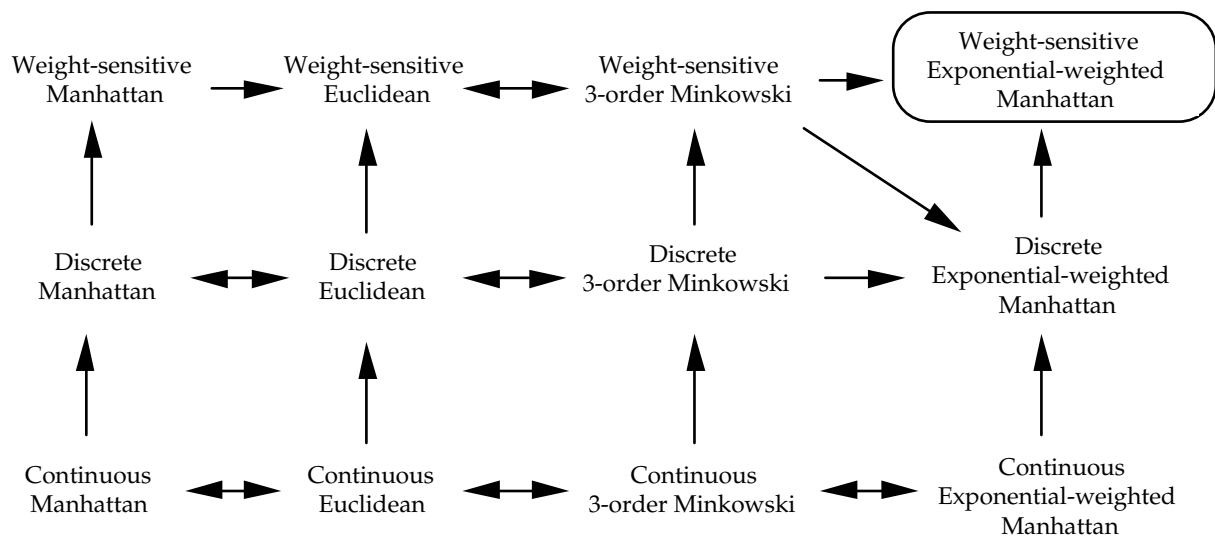 Weight-sensitive
Manhattan
Weight-sensitive
Euclidean
Weight-sensitive
3-order Minkowski
Weight-sensitive
Exponential-weighted
Manhattan
Discrete
Manhattan
Discrete
Euclidean
Discrete
3-order Minkowski
Discrete
Exponential-weighted
Manhattan
Continuous
Manhattan
Continuous
Euclidean
Continuous
3-order Minkowski
Continuous
Exponential-weighted
Manhattan